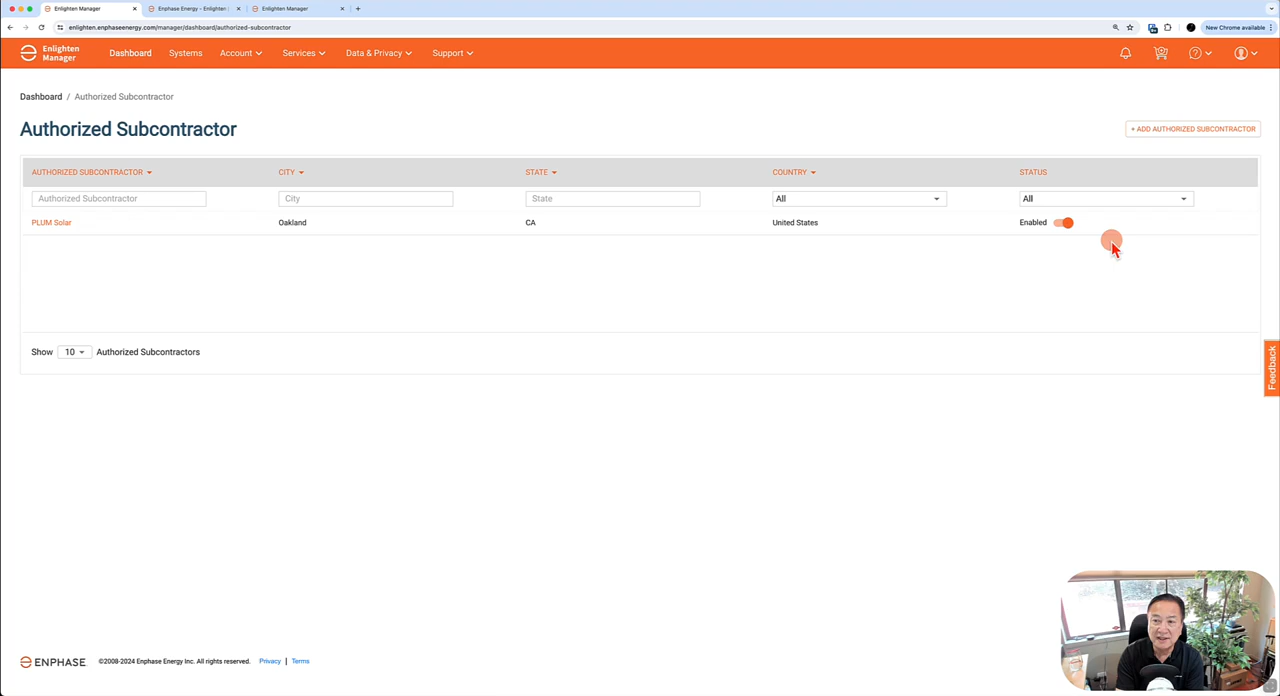 Enlighten Manager
Enphase Energy - Enlighten
Enlighten Manager
enlighten.enphaseenergy.com/manager/dashboard/authorized-subcontractor
New Chrome available
Enlighten
Manager
Dashboard
Systems
Account
Services
Data & Privacy
Support
Dashboard / Authorized Subcontractor
Authorized Subcontractor
+ ADD AUTHORIZED SUBCONTRACTOR
AUTHORIZED SUBCONTRACTOR
CITY
STATE
COUNTRY
STATUS
Authorized Subcontractor
City
State
All
All
PLUM Solar
Oakland
CA
United States
Enabled
Show 10 Authorized Subcontractors
Feedback
ENPHASE
©2008-2024 Enphase Energy Inc. All rights reserved.
Privacy | Terms